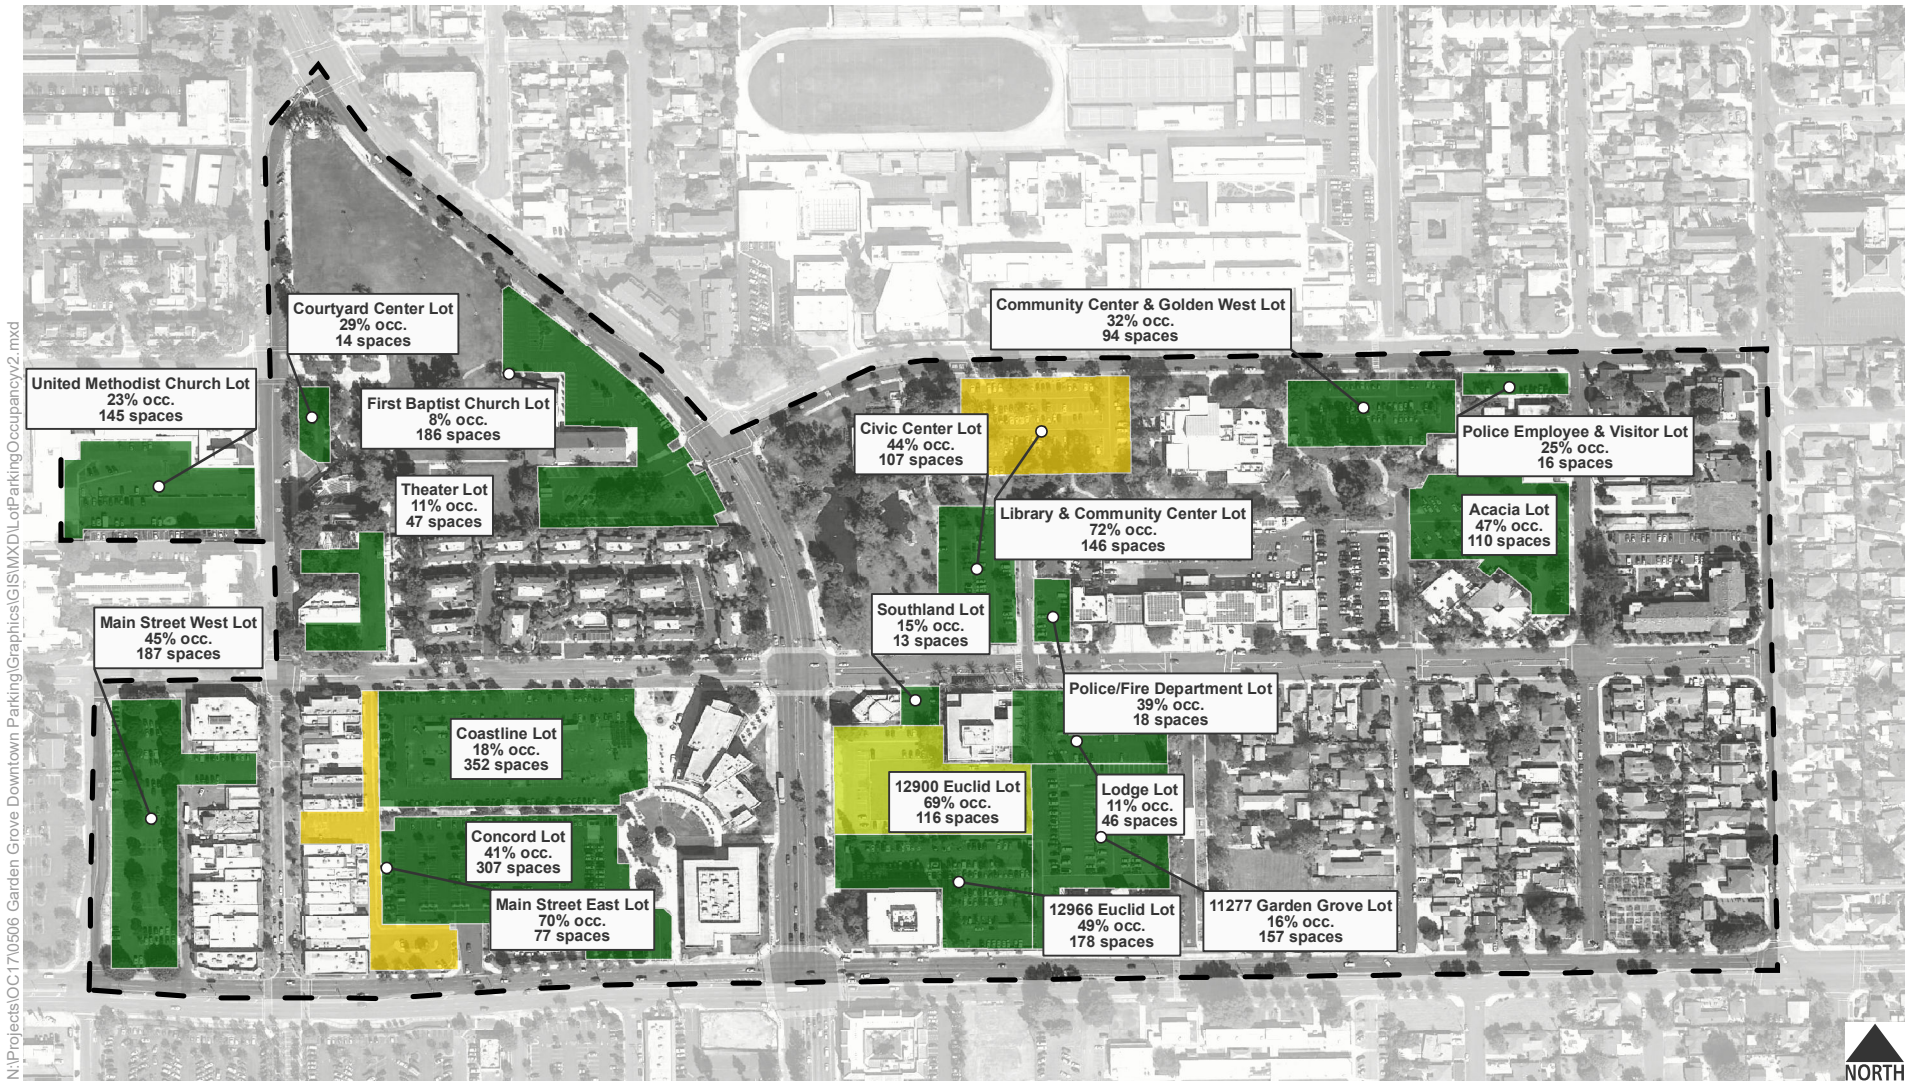 N:\Projects\OC17\0506 Garden Grove Downtown Parking\Graphics\GIS\MXD\LotParkingOccupancyv2.mxd
Courtyard Center Lot
29% occ.
14 spaces
Community Center & Golden West Lot
32% occ.
94 spaces
United Methodist Church Lot
23% occ.
145 spaces
First Baptist Church Lot
8% occ.
186 spaces
Civic Center Lot
44% occ.
107 spaces
Police Employee & Visitor Lot
25% occ.
16 spaces
Theater Lot
11% occ.
47 spaces
Library & Community Center Lot
72% occ.
146 spaces
Acacia Lot
47% occ.
110 spaces
Main Street West Lot
45% occ.
187 spaces
Southland Lot
15% occ.
13 spaces
Police/Fire Department Lot
39% occ.
18 spaces
Coastline Lot
18% occ.
352 spaces
12900 Euclid Lot
69% occ.
116 spaces
Lodge Lot
11% occ.
46 spaces
Concord Lot
41% occ.
307 spaces
Main Street East Lot
70% occ.
77 spaces
12966 Euclid Lot
49% occ.
178 spaces
11277 Garden Grove Lot
16% occ.
157 spaces
NORTH